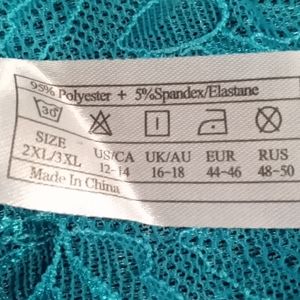 95% Polyester + 5%Spandex/Elastane
30
SIZE US/CA UK/AU EUR RUS
2XL/3XL 12-14 16-18 44-46 48-50
Made In China